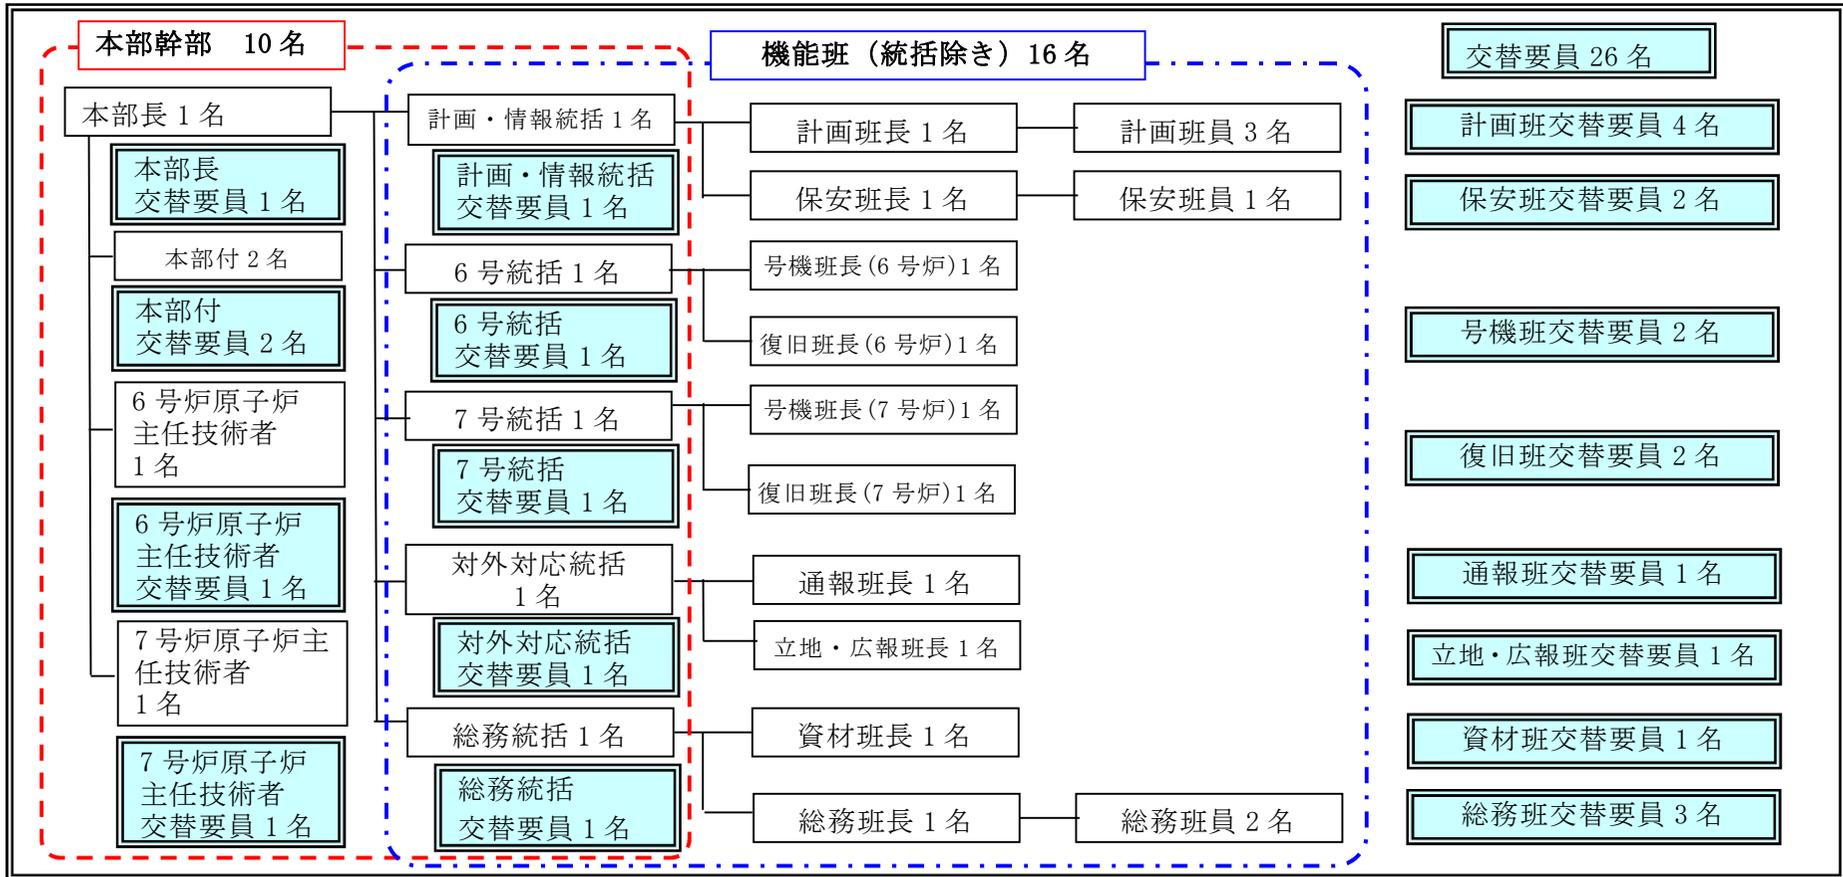 本部幹部　10名
機能班（統括除き）16名
交替要員26名
本部長1名
本部長
交替要員1名
本部付2名
本部付
交替要員2名
6号炉原子炉
主任技術者
1名
6号炉原子炉
主任技術者
交替要員1名
7号炉原子炉主
任技術者
1名
7号炉原子炉
主任技術者
交替要員1名
計画・情報統括1名
計画・情報統括
交替要員1名
6号統括1名
6号統括
交替要員1名
7号統括1名
7号統括
交替要員1名
対外対応統括
1名
対外対応統括
交替要員1名
総務統括1名
総務統括
交替要員1名
計画班長1名
計画班員3名
保安班長1名
保安班員1名
号機班長(6号炉)1名
復旧班長(6号炉)1名
号機班長(7号炉)1名
復旧班長(7号炉)1名
通報班長1名
立地・広報班長1名
資材班長1名
総務班長1名
総務班員2名
計画班交替要員4名
保安班交替要員2名
号機班交替要員2名
復旧班交替要員2名
通報班交替要員1名
立地・広報班交替要員1名
資材班交替要員1名
総務班交替要員3名